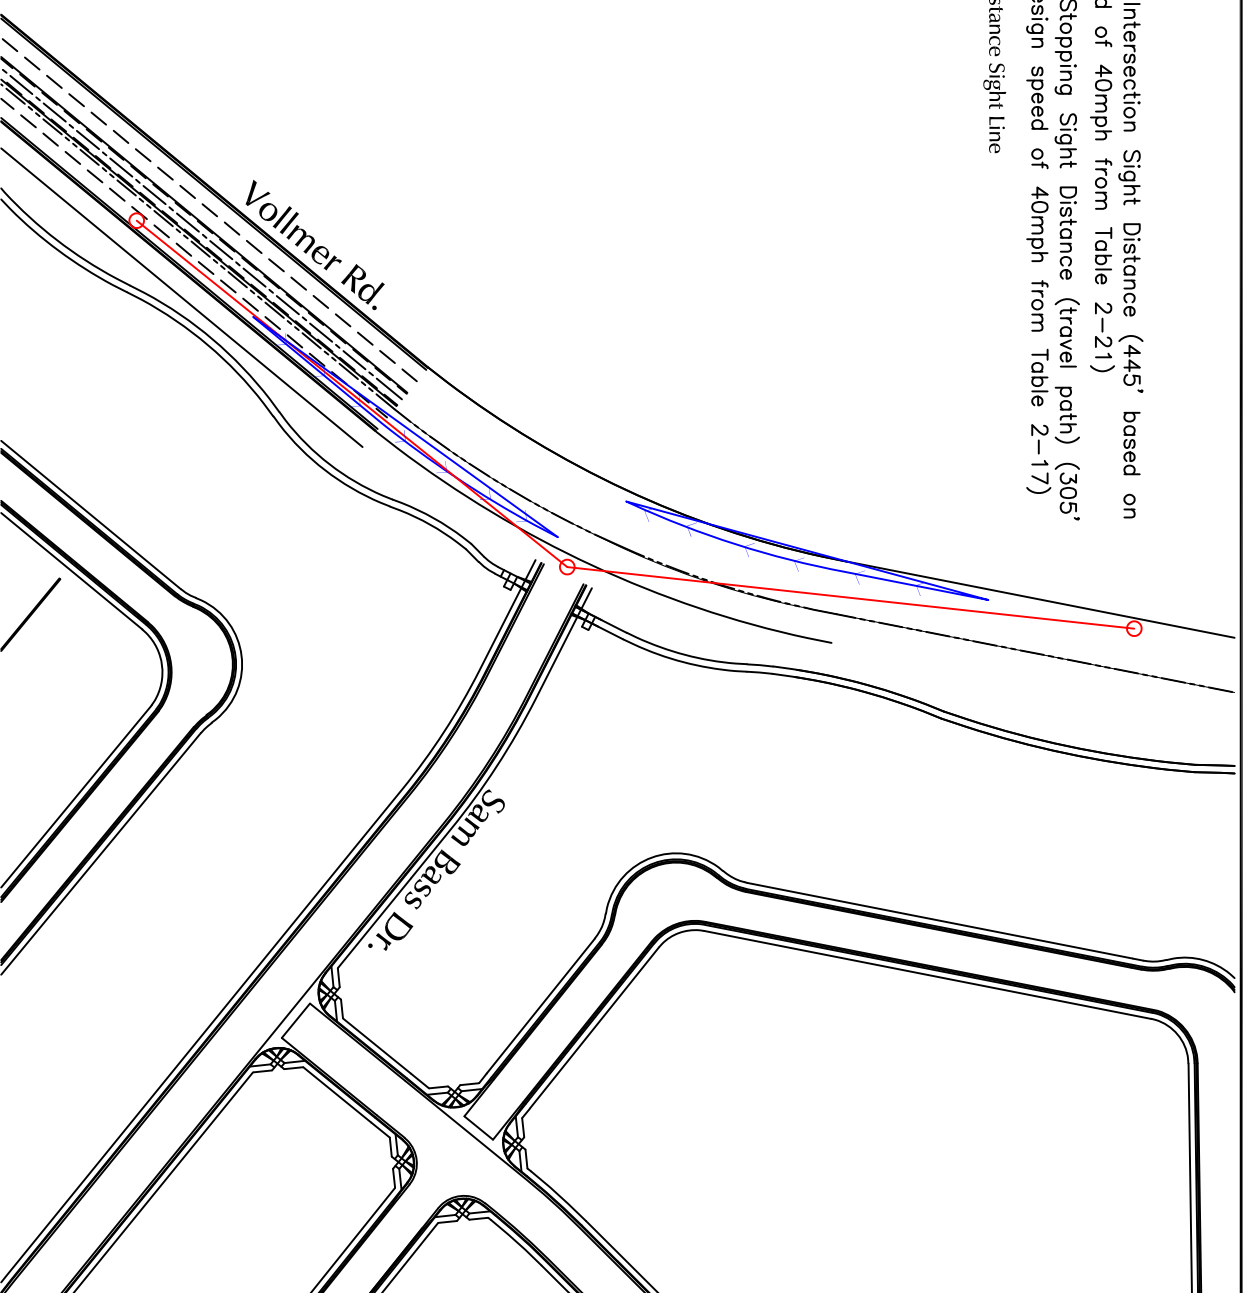 Intersection Sight Distance (445' based on
d of 40mph from Table 2-21)
Stopping Sight Distance (travel path) (305'
esign speed of 40mph from Table 2-17)
stance Sight Line
Vollmer Rd.
Sam Bass Dr.